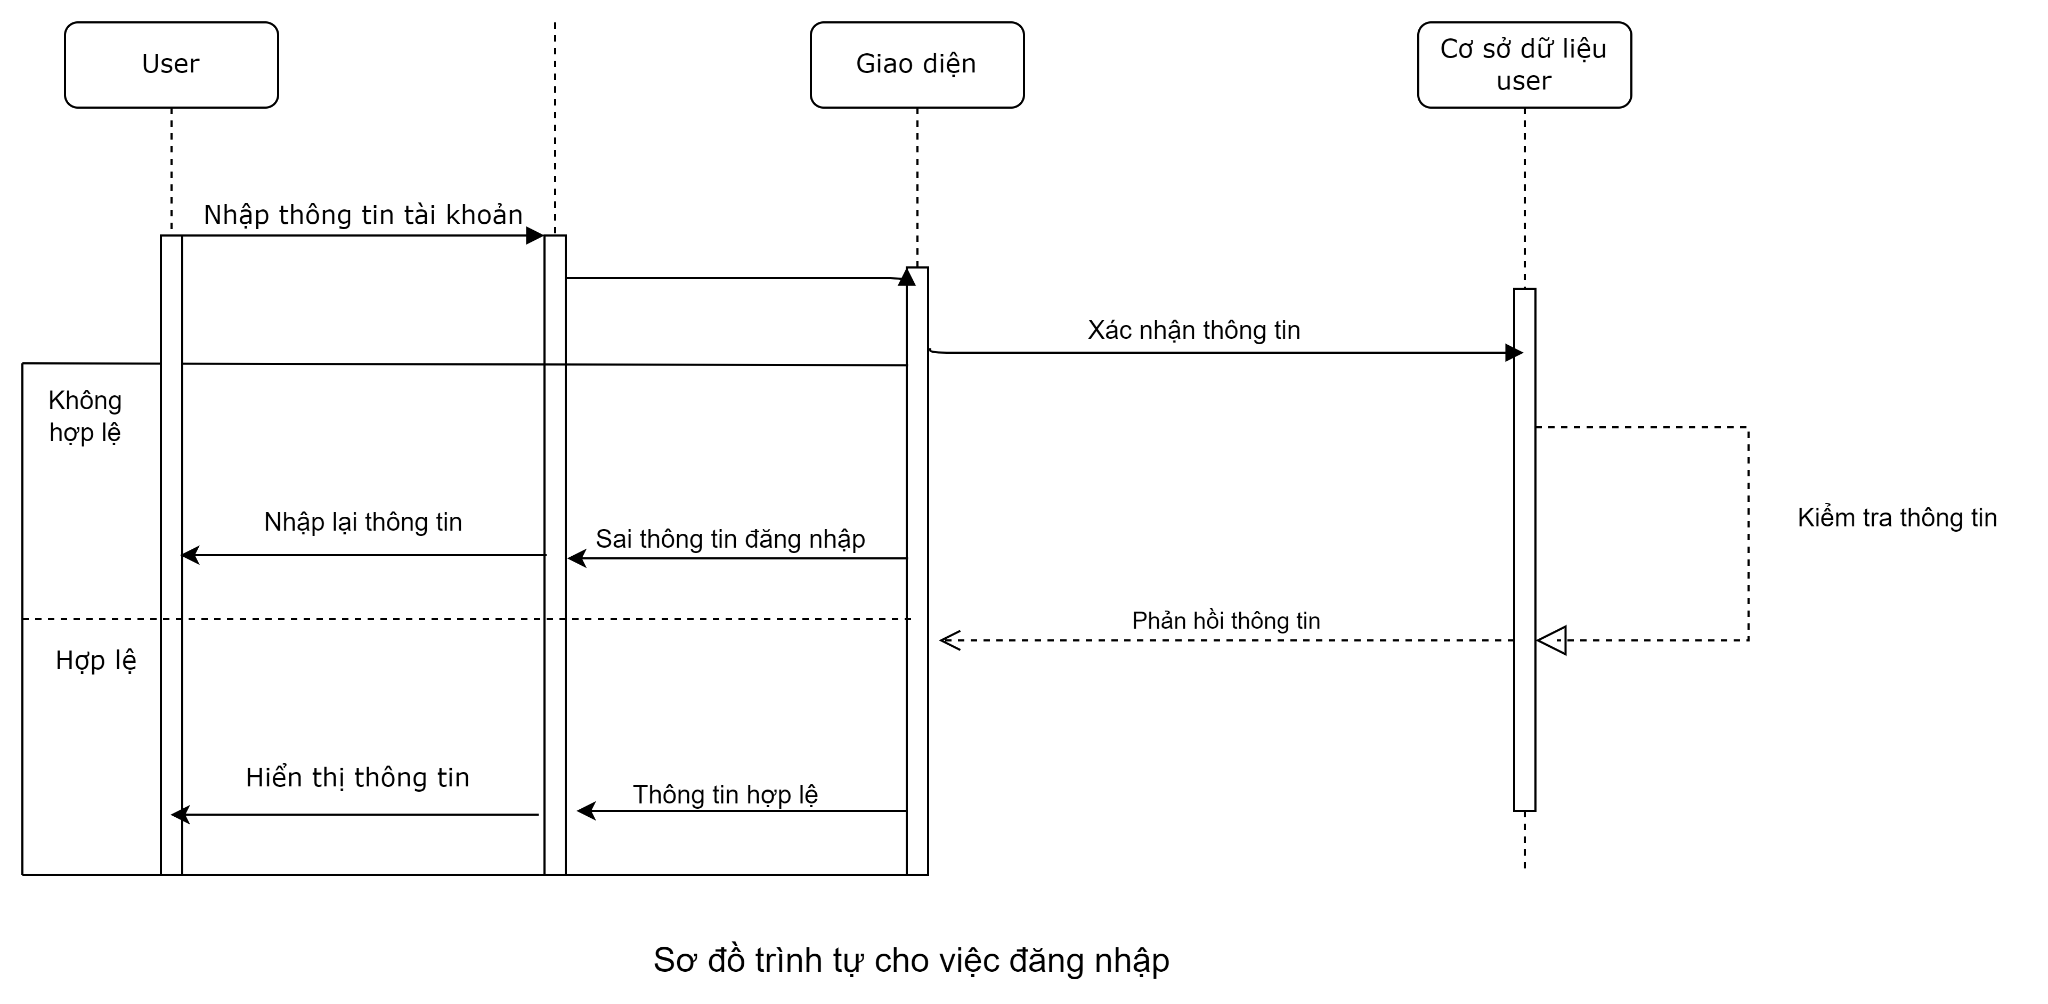 User
Giao diện
Cơ sở dữ liệu
user
Nhập thông tin tài khoản
Xác nhận thông tin
Không
hợp lệ
Nhập lại thông tin
Sai thông tin đăng nhập
Kiểm tra thông tin
Phản hồi thông tin
Hợp lệ
Hiển thị thông tin
Thông tin hợp lệ
Sơ đồ trình tự cho việc đăng nhập